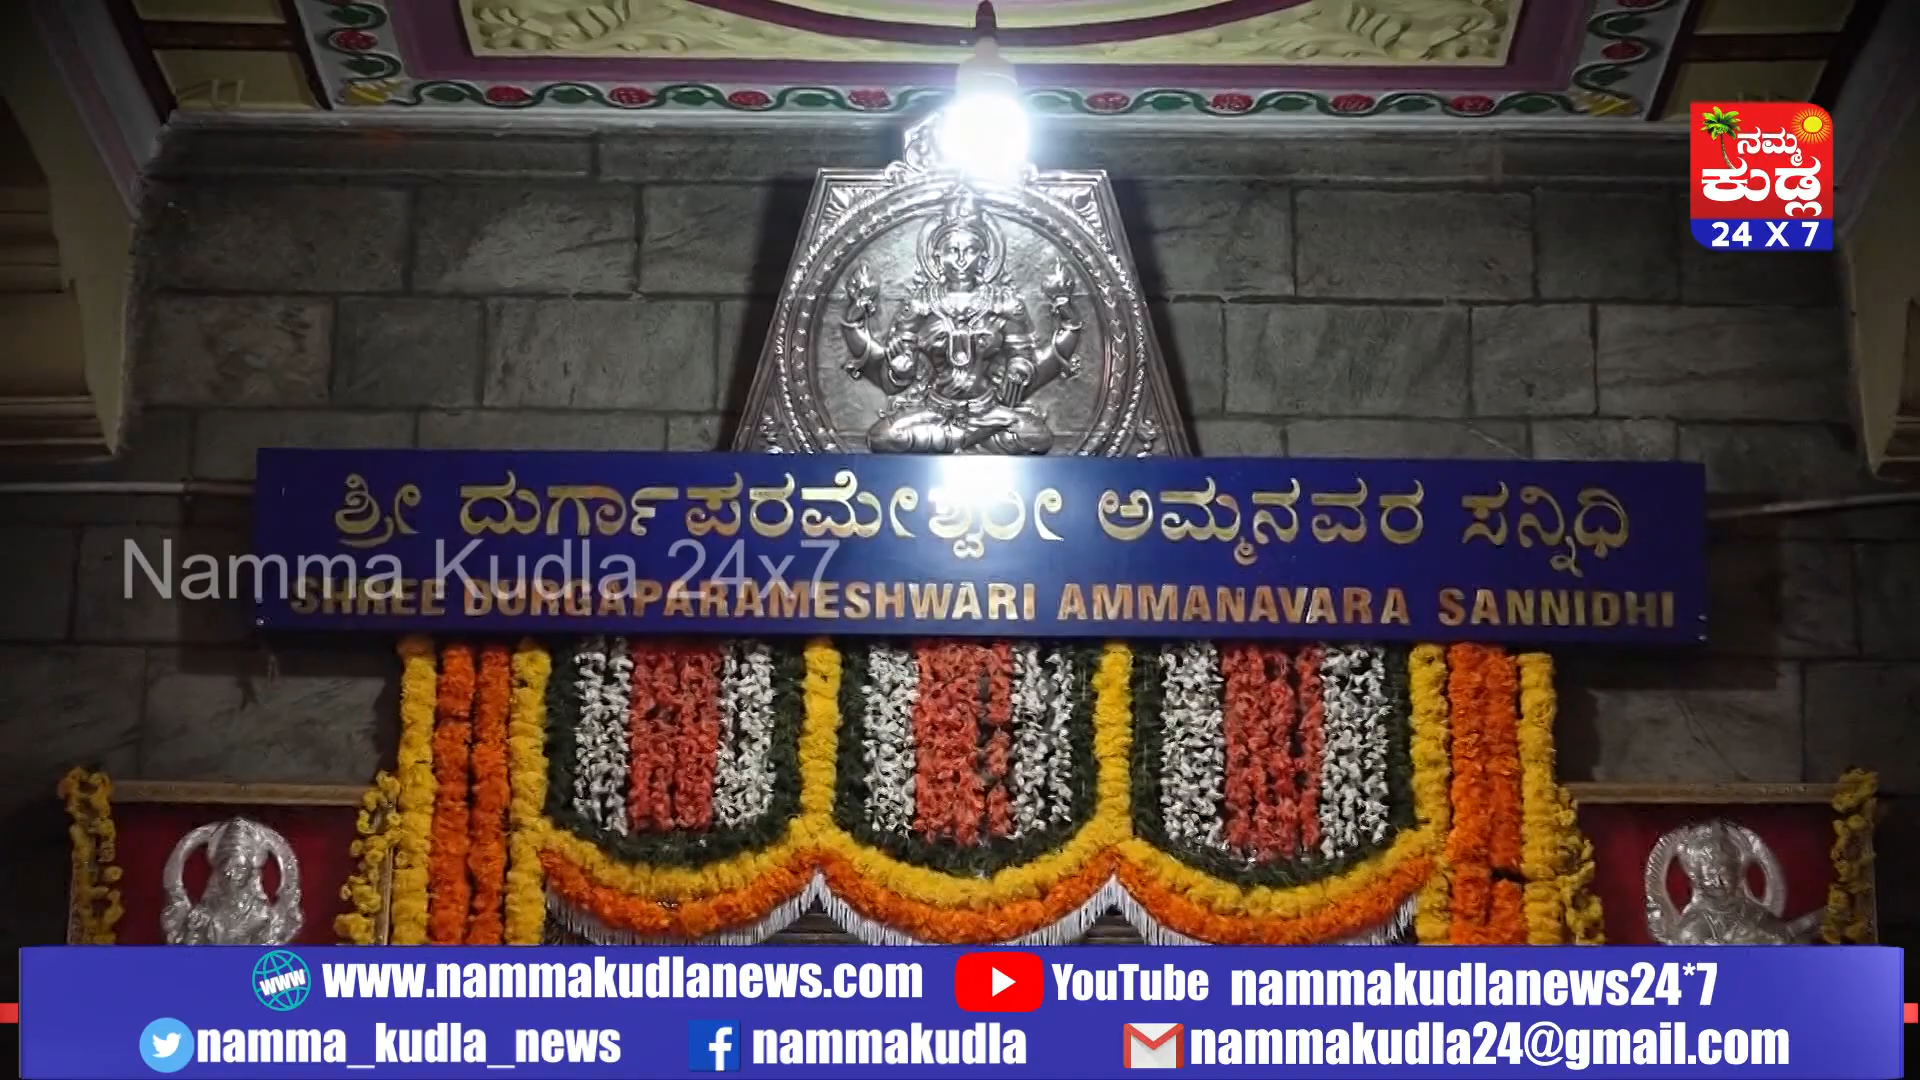 ನಮ್ಮ
ಕುಡ್ಲ
24 X 7
ಶ್ರೀ ದುರ್ಗಾಪರಮೇಶ್ವರೀ ಅಮ್ಮನವರ ಸನ್ನಿಧಿ
Namma Kudla 24x7
SHREE DURGAPARAMESHWARI AMMANAVARA SANNIDHI
www www.nammakudlanews.com YouTube nammakudlanews24*7
namma_kudla_news nammakudla nammakudla24@gmail.com